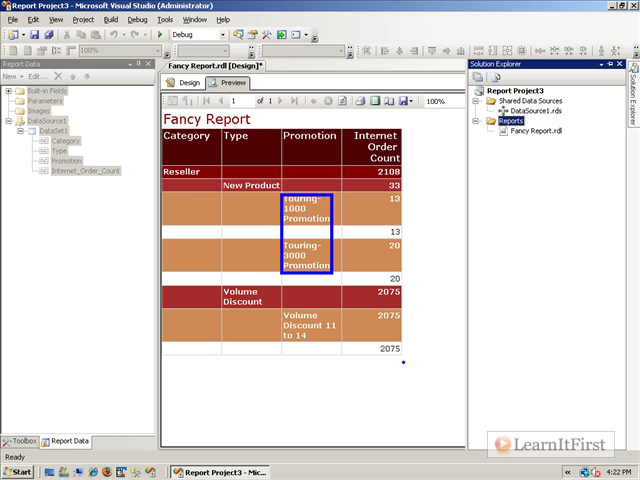 Report Project3 - Microsoft Visual Studio (Administrator)
File Edit View Project Build Debug Tools Window Help
Debug
100%
Report Data
New Edit...
Built-in Fields
Parameters
Images
DataSource1
DataSet1
Category
Type
Promotion
Internet_Order_Count
Toolbox Report Data
Fancy Report.rdl [Design]*
Design Preview
1 of 1 100%
Fancy Report
Category Type Promotion Internet Order Count
Reseller 2108
New Product 33
Touring-1000 Promotion 13
13
Touring-3000 Promotion 20
20
Volume Discount 2075
Volume Discount 11 to 14 2075
2075
Solution Explorer
Report Project3
Shared Data Sources
DataSource1.rds
Reports
Fancy Report.rdl
Solution Explorer
LearnItFirst
Ready
Start
Report Project3 - Mic...
4:22 PM